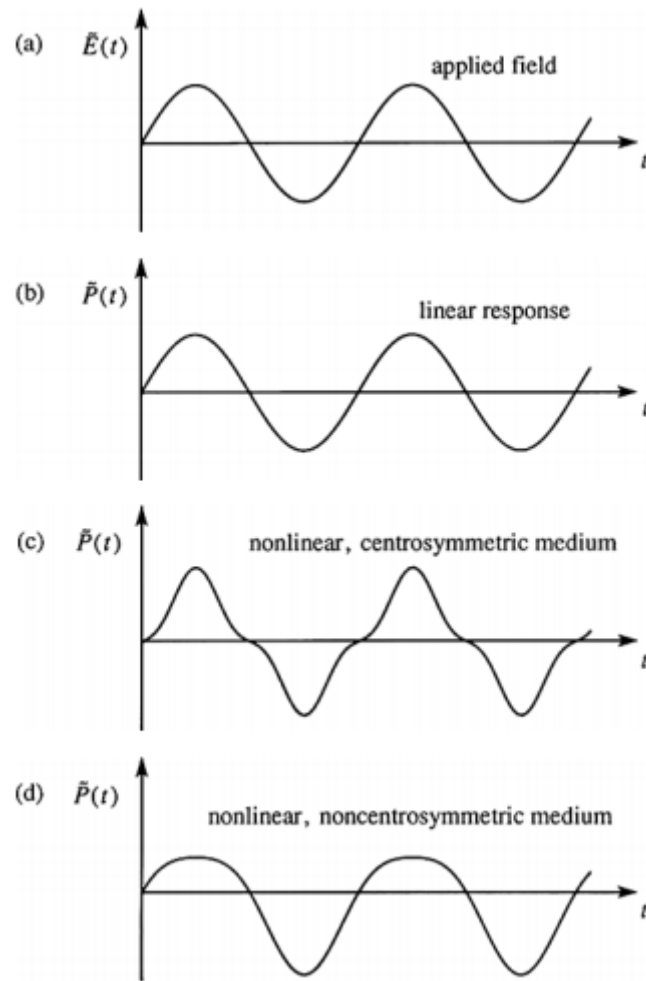 (a) Ẽ(t)
applied field
t
(b) P̃(t)
linear response
t
(c) P̃(t) nonlinear, centrosymmetric medium
t
(d) P̃(t)
nonlinear, noncentrosymmetric medium
t